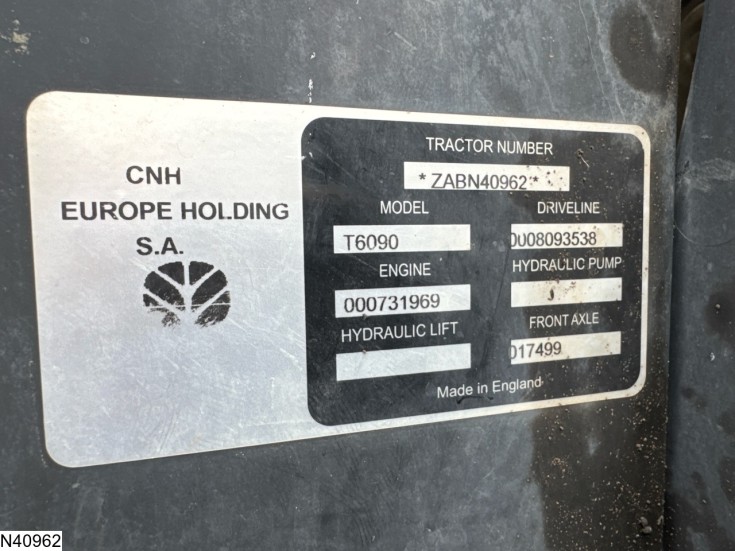 CNH
EUROPE HOLDING
S.A.
TRACTOR NUMBER
*ZABN40962*
MODEL
T6090
DRIVELINE
0008093538
ENGINE
000731969
HYDRAULIC PUMP
HYDRAULIC LIFT
FRONT AXLE
017499
Made in England
N40962